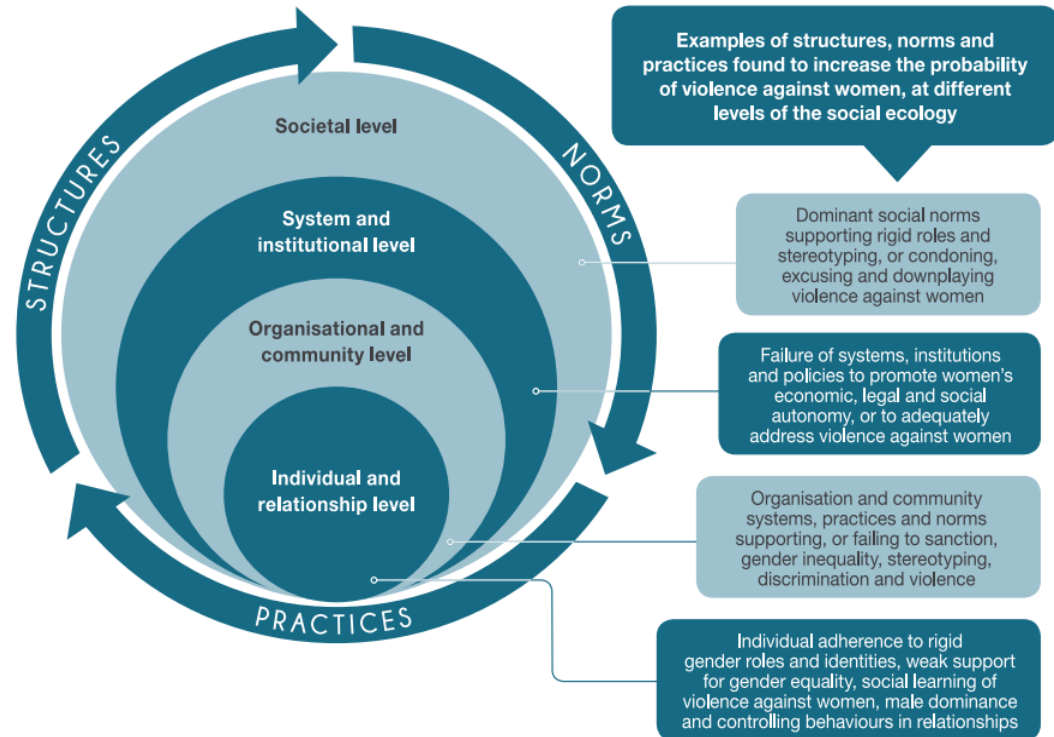 Examples of structures, norms and
practices found to increase the probability
of violence against women, at different
levels of the social ecology
STRUCTURES
NORMS
PRACTICES
Societal level
System and
institutional level
Organisational and
community level
Individual and
relationship level
Dominant social norms
supporting rigid roles and
stereotyping, or condoning,
excusing and downplaying
violence against women
Failure of systems, institutions
and policies to promote women’s
economic, legal and social
autonomy, or to adequately
address violence against women
Organisation and community
systems, practices and norms
supporting, or failing to sanction,
gender inequality, stereotyping,
discrimination and violence
Individual adherence to rigid
gender roles and identities, weak support
for gender equality, social learning of
violence against women, male dominance
and controlling behaviours in relationships